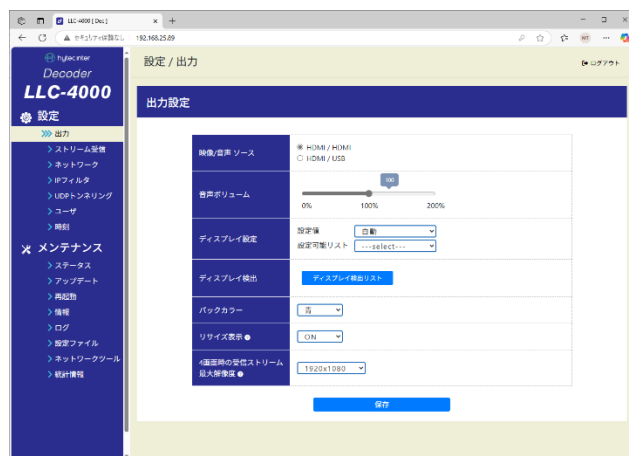 LLC-4000 [ Dec ]
セキュリティ保護なし
192.168.25.89
hytec inter
Decoder
LLC-4000
設定
出力
ストリーム受信
ネットワーク
IPフィルタ
UDPトンネリング
ユーザ
時刻
メンテナンス
ステータス
アップデート
再起動
情報
ログ
設定ファイル
ネットワークツール
統計情報
設定 / 出力
ログアウト
出力設定
映像/音声 ソース
HDMI / HDMI
HDMI / USB
音声ボリューム
100
0% 100% 200%
ディスプレイ設定
設定値 自動
設定可能リスト ---select---
ディスプレイ検出
ディスプレイ検出リスト
バックカラー
青
リサイズ表示
ON
4画面時の受信ストリーム
最大解像度
1920x1080
保存